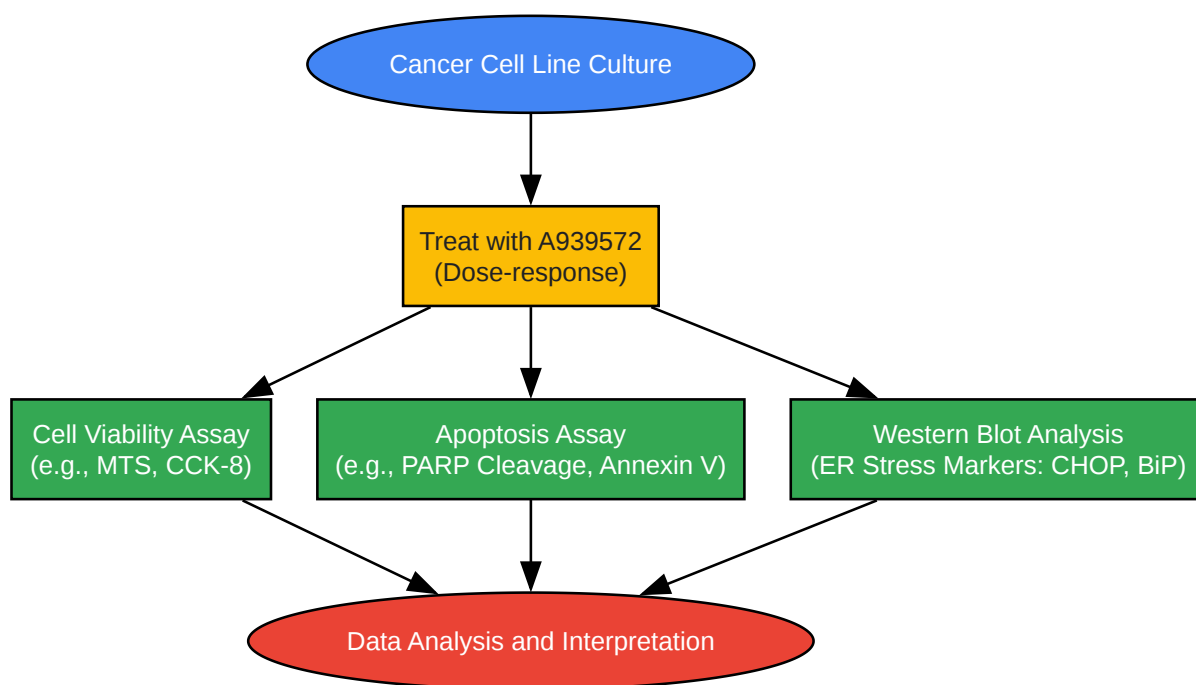 Cancer Cell Line Culture
Treat with A939572
(Dose-response)
Cell Viability Assay
(e.g., MTS, CCK-8)
Apoptosis Assay
(e.g., PARP Cleavage, Annexin V)
Western Blot Analysis
(ER Stress Markers: CHOP, BiP)
Data Analysis and Interpretation